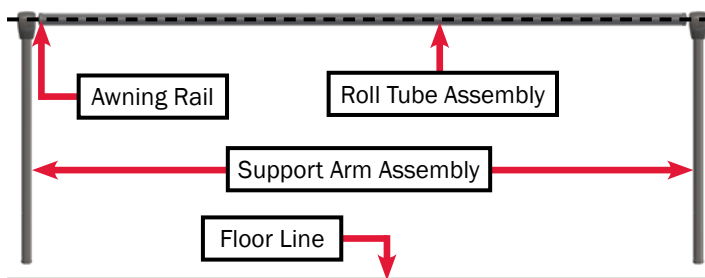 Awning Rail
Roll Tube Assembly
Support Arm Assembly
Floor Line